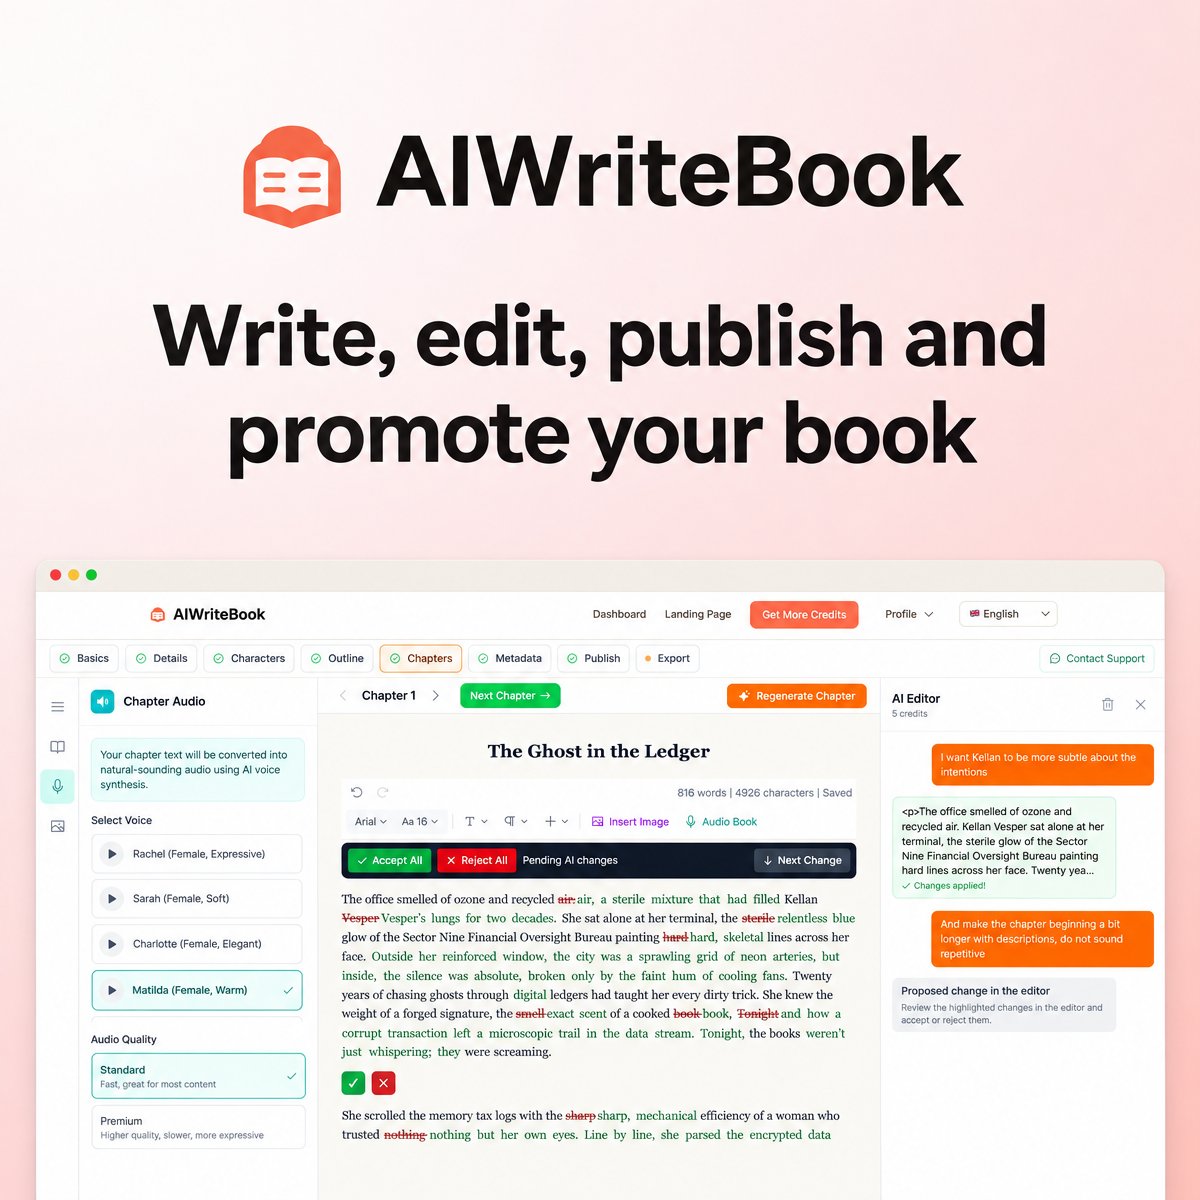 AIWriteBook
Write, edit, publish and
promote your book
AIWriteBook
Dashboard
Landing Page
Get More Credits
Profile
English
Basics
Details
Characters
Outline
Chapters
Metadata
Publish
Export
Contact Support
Chapter Audio
Your chapter text will be converted into
natural-sounding audio using AI voice
synthesis.
Select Voice
Rachel (Female, Expressive)
Sarah (Female, Soft)
Charlotte (Female, Elegant)
Matilda (Female, Warm)
Audio Quality
Standard
Fast, great for most content
Premium
Higher quality, slower, more expressive
Chapter 1
Next Chapter →
Regenerate Chapter
The Ghost in the Ledger
816 words | 4926 characters | Saved
Arial
Aa 16
Insert Image
Audio Book
Accept All
Reject All
Pending AI changes
Next Change
The office smelled of ozone and recycled air. air, a sterile mixture that had filled Kellan
Vesper Vesper's lungs for two decades. She sat alone at her terminal, the sterile relentless blue
glow of the Sector Nine Financial Oversight Bureau painting hard hard, skeletal lines across her
face. Outside her reinforced window, the city was a sprawling grid of neon arteries, but
inside, the silence was absolute, broken only by the faint hum of cooling fans. Twenty
years of chasing ghosts through digital ledgers had taught her every dirty trick. She knew the
weight of a forged signature, the smell exact scent of a cooked book book, Tonight and how a
corrupt transaction left a microscopic trail in the data stream. Tonight, the books weren't
just whispering; they were screaming.
She scrolled the memory tax logs with the sharp sharp, mechanical efficiency of a woman who
trusted nothing nothing but her own eyes. Line by line, she parsed the encrypted data
AI Editor
5 credits
I want Kellan to be more subtle about the
intentions
<p>The office smelled of ozone and
recycled air. Kellan Vesper sat alone at her
terminal, the sterile glow of the Sector
Nine Financial Oversight Bureau painting
hard lines across her face. Twenty yea...
Changes applied!
And make the chapter beginning a bit
longer with descriptions, do not sound
repetitive
Proposed change in the editor
Review the highlighted changes in the editor and
accept or reject them.